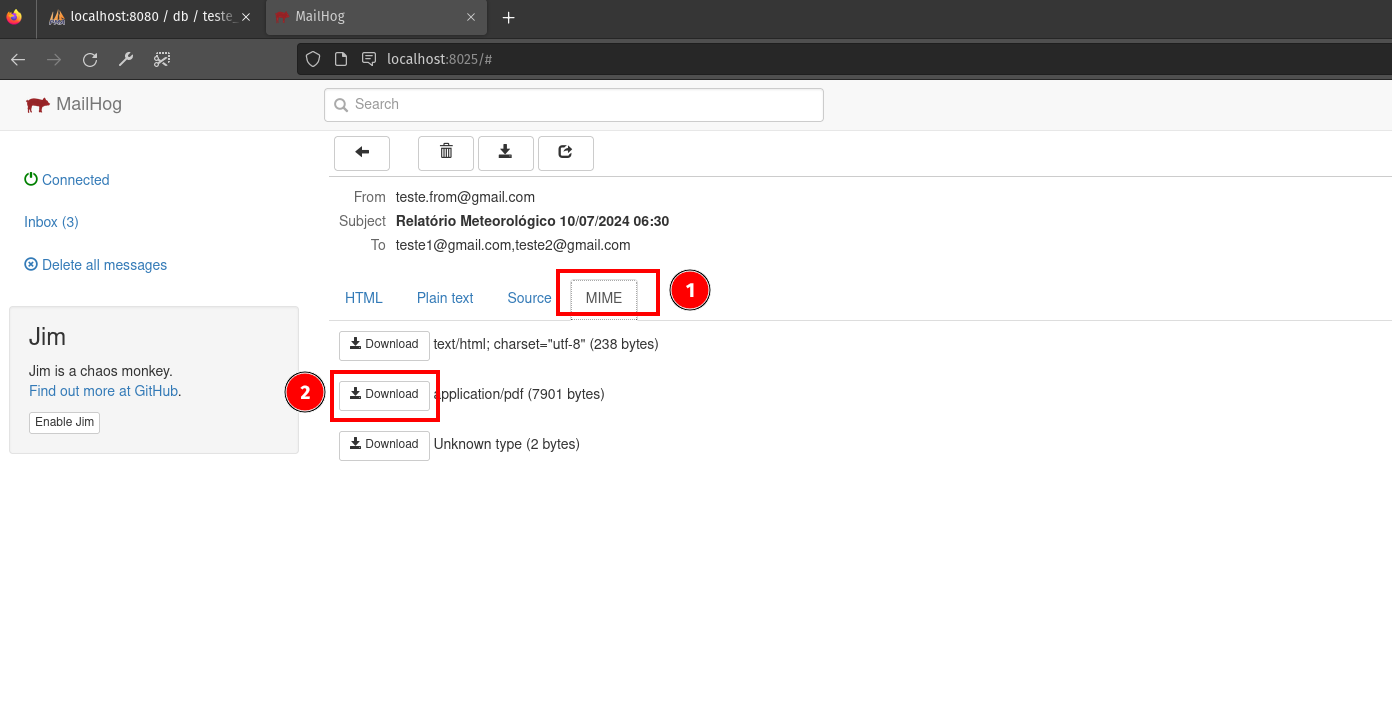 localhost:8080 / db / teste_
MailHog
localhost:8025/#
MailHog
Search
Connected
Inbox (3)
Delete all messages
Jim
Jim is a chaos monkey.
Find out more at GitHub.
Enable Jim
From teste.from@gmail.com
Subject Relatório Meteorológico 10/07/2024 06:30
To teste1@gmail.com,teste2@gmail.com
HTML Plain text Source MIME 1
Download text/html; charset="utf-8" (238 bytes)
2 Download application/pdf (7901 bytes)
Download Unknown type (2 bytes)